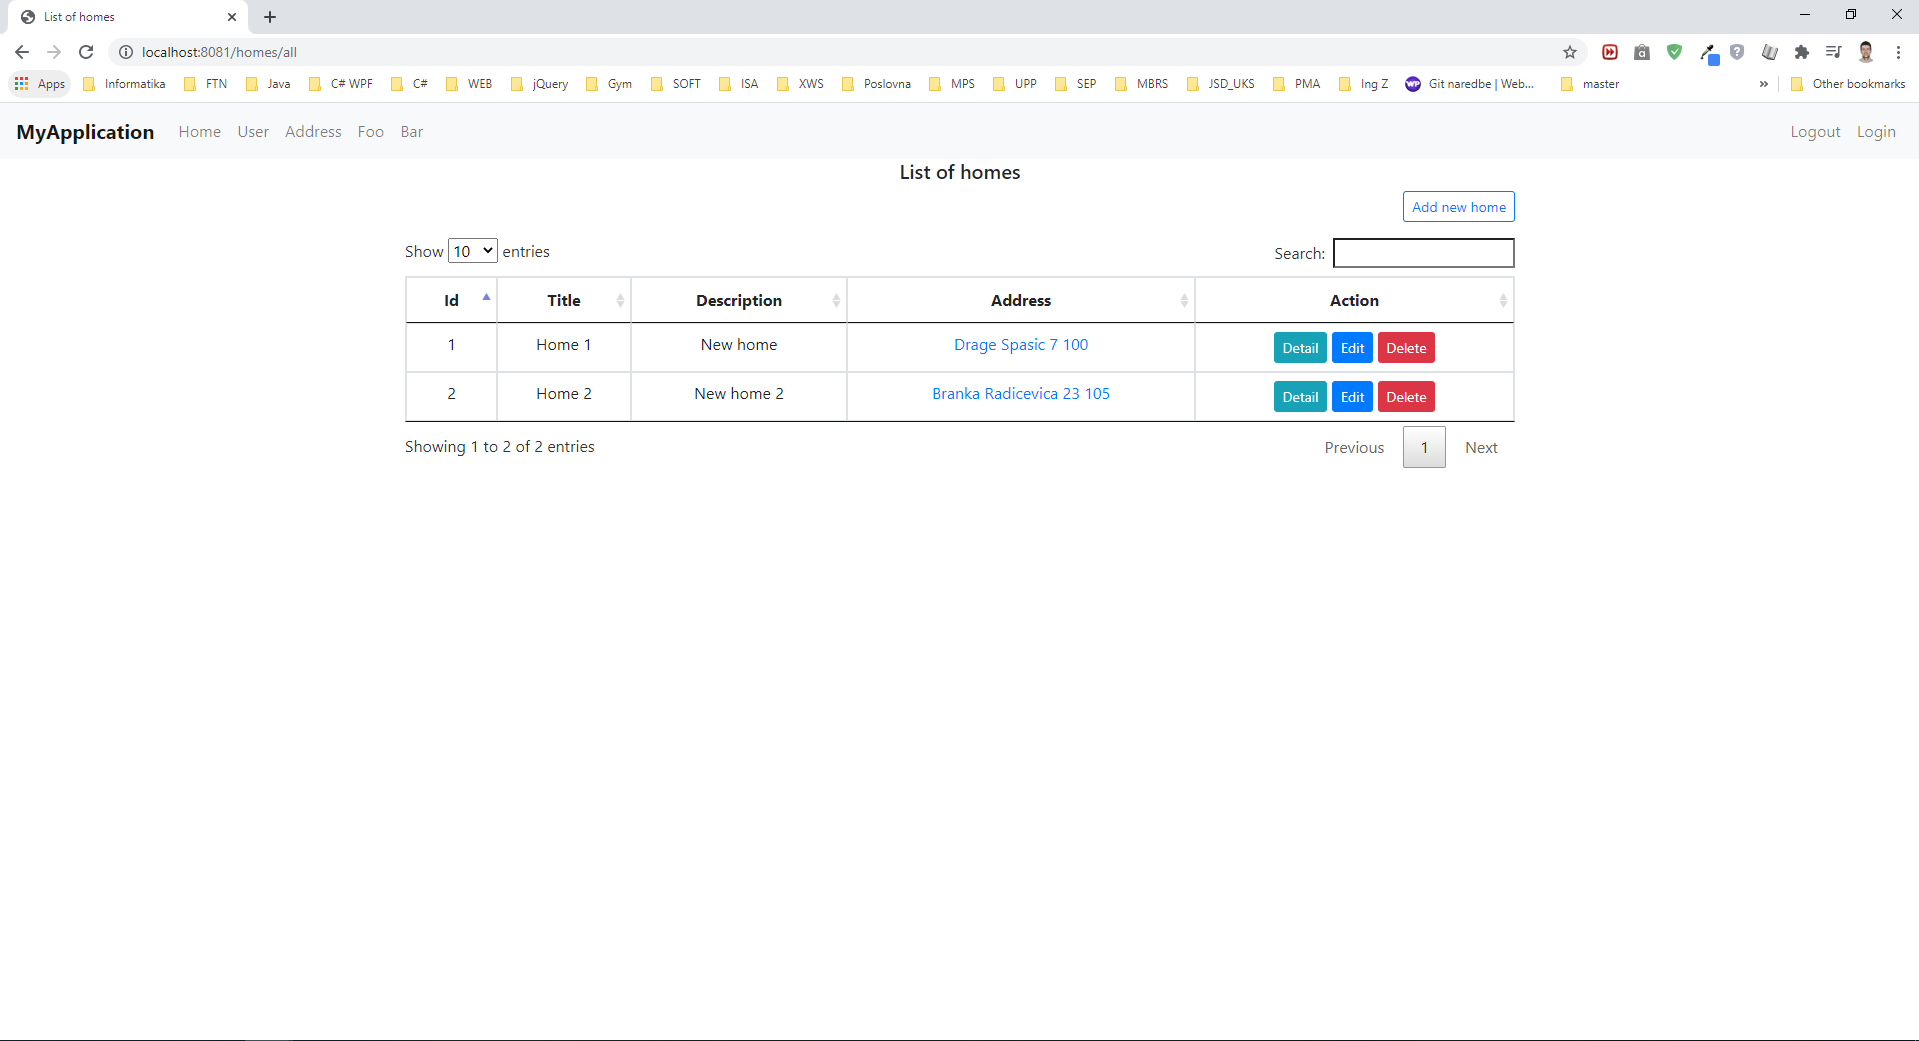 List of homes
localhost:8081/homes/all
Apps Informatika FTN Java C# WPF C# WEB jQuery Gym SOFT ISA XWS Poslovna MPS UPP SEP MBRS JSD_UKS PMA Ing Z WP Git naredbe | Web... master » Other bookmarks
MyApplication Home User Address Foo Bar Logout Login
List of homes
Add new home
Show 10 entries Search:
Id Title Description Address Action
1 Home 1 New home Drage Spasic 7 100 Detail Edit Delete
2 Home 2 New home 2 Branka Radicevica 23 105 Detail Edit Delete
Showing 1 to 2 of 2 entries Previous 1 Next